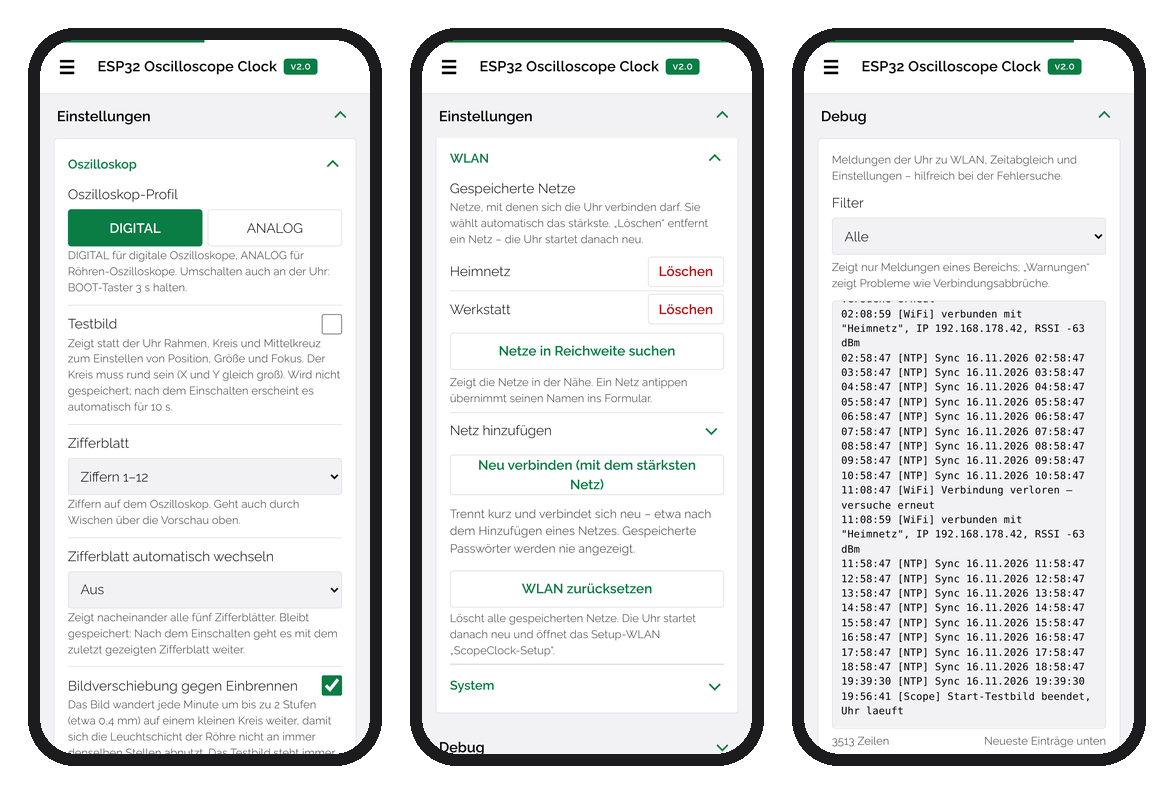 ESP32 Oscilloscope Clock v2.0
Einstellungen
Oszilloskop
Oszilloskop-Profil
DIGITAL
ANALOG
DIGITAL für digitale Oszilloskope, ANALOG für
Röhren-Oszilloskope. Umschalten auch an der Uhr:
BOOT-Taster 3 s halten.
Testbild
Zeigt statt der Uhr Rahmen, Kreis und Mittelkreuz
zum Einstellen von Position, Größe und Fokus. Der
Kreis muss rund sein (X und Y gleich groß). Wird nicht
gespeichert; nach dem Einschalten erscheint es
automatisch für 10 s.
Zifferblatt
Ziffern 1–12
Ziffern auf dem Oszilloskop. Geht auch durch
Wischen über die Vorschau oben.
Zifferblatt automatisch wechseln
Aus
Zeigt nacheinander alle fünf Zifferblätter. Bleibt
gespeichert: Nach dem Einschalten geht es mit dem
zuletzt gezeigten Zifferblatt weiter.
Bildverschiebung gegen Einbrennen
Das Bild wandert jede Minute um bis zu 2 Stufen
(etwa 0,4 mm) auf einem kleinen Kreis weiter, damit
sich die Leuchtschicht der Röhre nicht an immer
denselben Stellen abnutzt. Das Testbild steht immer
ESP32 Oscilloscope Clock v2.0
Einstellungen
WLAN
Gespeicherte Netze
Netze, mit denen sich die Uhr verbinden darf. Sie
wählt automatisch das stärkste. „Löschen“ entfernt
ein Netz – die Uhr startet danach neu.
Heimnetz
Löschen
Werkstatt
Löschen
Netze in Reichweite suchen
Zeigt die Netze in der Nähe. Ein Netz antippen
übernimmt seinen Namen ins Formular.
Netz hinzufügen
Neu verbinden (mit dem stärksten
Netz)
Trennt kurz und verbindet sich neu – etwa nach
dem Hinzufügen eines Netzes. Gespeicherte
Passwörter werden nie angezeigt.
WLAN zurücksetzen
Löscht alle gespeicherten Netze. Die Uhr startet
danach neu und öffnet das Setup-WLAN
„ScopeClock-Setup“.
System
Debug
ESP32 Oscilloscope Clock v2.0
Debug
Meldungen der Uhr zu WLAN, Zeitabgleich und
Einstellungen – hilfreich bei der Fehlersuche.
Filter
Alle
Zeigt nur Meldungen eines Bereichs; „Warnungen“
zeigt Probleme wie Verbindungsabbrüche.
versuche erneut
02:08:59 [WiFi] verbunden mit
"Heimnetz", IP 192.168.178.42, RSSI -63
dBm
02:58:47 [NTP] Sync 16.11.2026 02:58:47
03:58:47 [NTP] Sync 16.11.2026 03:58:47
04:58:47 [NTP] Sync 16.11.2026 04:58:47
05:58:47 [NTP] Sync 16.11.2026 05:58:47
06:58:47 [NTP] Sync 16.11.2026 06:58:47
07:58:47 [NTP] Sync 16.11.2026 07:58:47
08:58:47 [NTP] Sync 16.11.2026 08:58:47
09:58:47 [NTP] Sync 16.11.2026 09:58:47
10:58:47 [NTP] Sync 16.11.2026 10:58:47
11:08:47 [WiFi] Verbindung verloren –
versuche erneut
11:08:59 [WiFi] verbunden mit
"Heimnetz", IP 192.168.178.42, RSSI -63
dBm
11:58:47 [NTP] Sync 16.11.2026 11:58:47
12:58:47 [NTP] Sync 16.11.2026 12:58:47
13:58:47 [NTP] Sync 16.11.2026 13:58:47
14:58:47 [NTP] Sync 16.11.2026 14:58:47
15:58:47 [NTP] Sync 16.11.2026 15:58:47
16:58:47 [NTP] Sync 16.11.2026 16:58:47
17:58:47 [NTP] Sync 16.11.2026 17:58:47
18:58:47 [NTP] Sync 16.11.2026 18:58:47
19:39:30 [NTP] Sync 16.11.2026 19:39:30
19:56:41 [Scope] Start-Testbild beendet,
Uhr laeuft
3513 Zeilen
Neueste Einträge unten